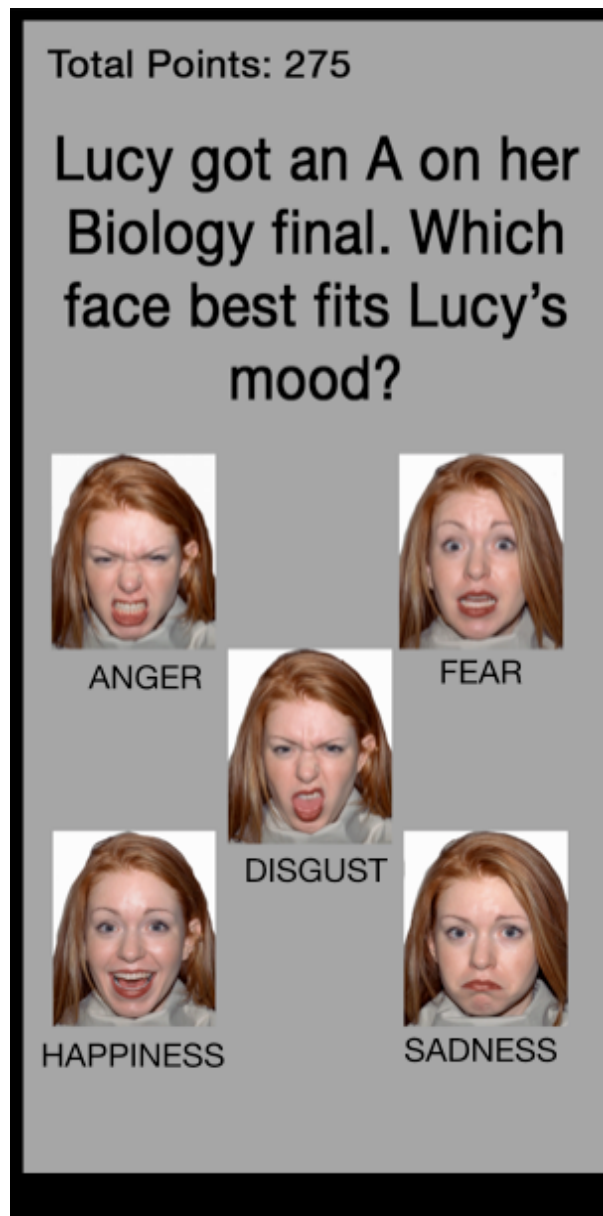 Total Points: 275
Lucy got an A on her
Biology final. Which
face best fits Lucy’s
mood?
ANGER
FEAR
DISGUST
HAPPINESS
SADNESS